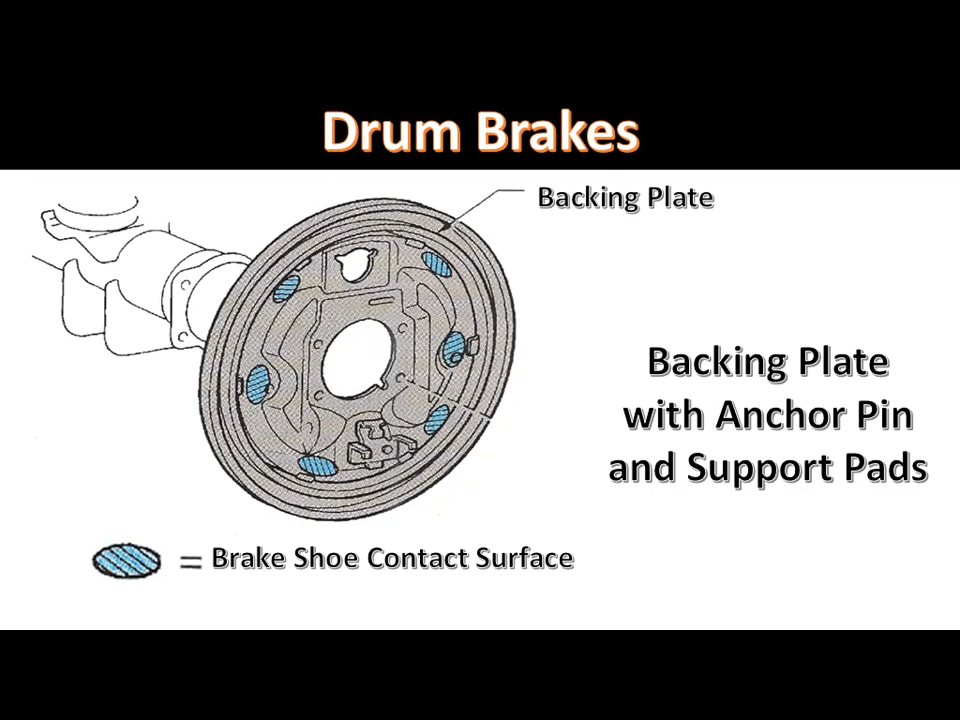 Drum Brakes
Backing Plate
Backing Plate
with Anchor Pin
and Support Pads
= Brake Shoe Contact Surface